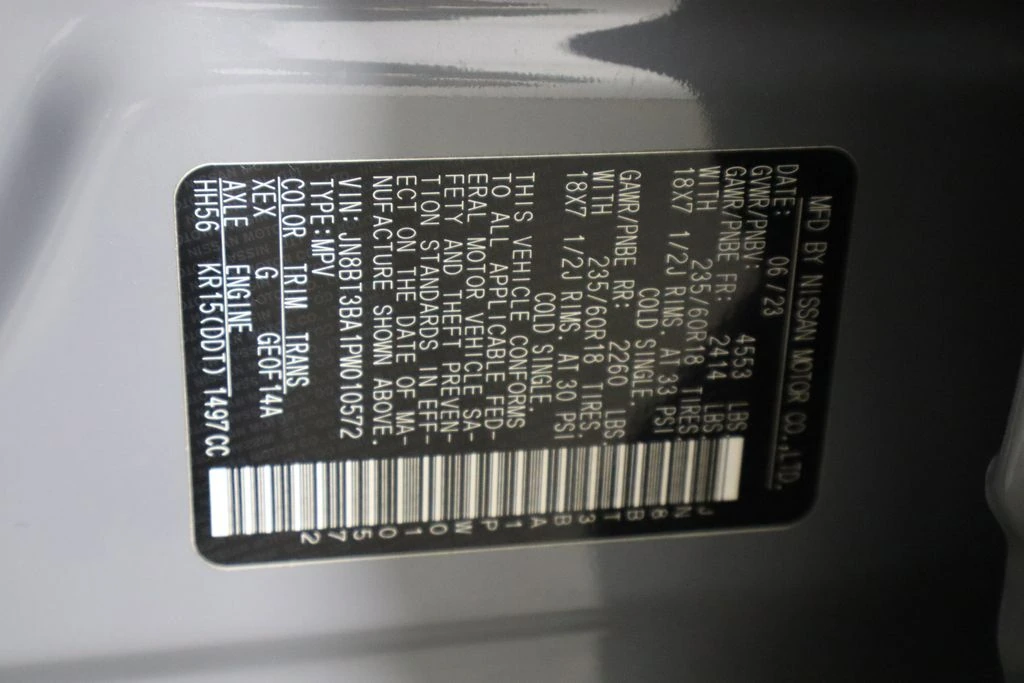 MFD BY NISSAN MOTOR CO.,LTD.
DATE: 06/23
GVWR/PNBV: 4553 LBS
GAWR/PNBE FR: 2414 LBS
WITH 235/60R18 TIRES,
18X7 1/2J RIMS, AT 33 PSI
COLD SINGLE.
GAWR/PNBE RR: 2260 LBS
WITH 235/60R18 TIRES,
18X7 1/2J RIMS. AT 30 PSI
COLD SINGLE.
THIS VEHICLE CONFORMS
TO ALL APPLICABLE FED-
ERAL MOTOR VEHICLE SA-
FETY AND THEFT PREVEN-
TION STANDARDS IN EFF-
ECT ON THE DATE OF MA-
NUFACTURE SHOWN ABOVE.
VIN: JN8BT3BA1PW010572
TYPE:MPV
COLOR TRIM TRANS
XEX G GE0F14A
AXLE ENGINE
HH56 KR15(DDT)1497CC
JN8BT3BA1PW010572